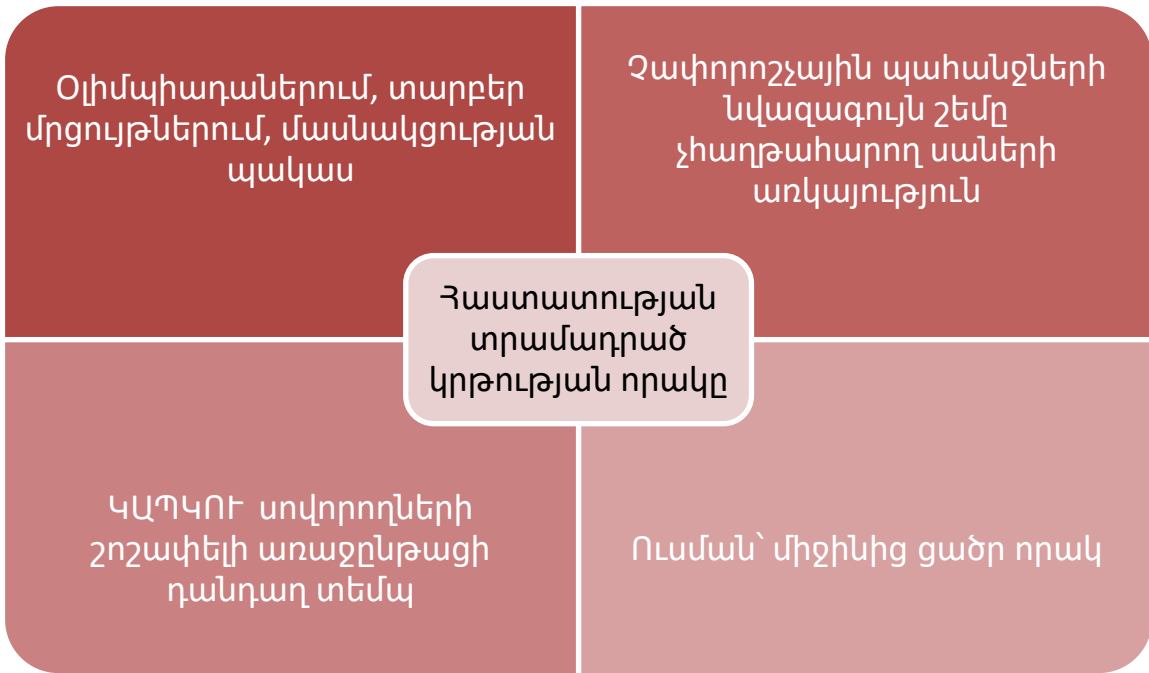 Օլիմպիադաներում, տարբեր
մրցույթներում, մասնակցության
պակաս
Չափորոշչային պահանջների
նվազագույն շեմը
չհաղթահարող սաների
առկայություն
Հաստատության
տրամադրած
կրթության որակը
ԿԱՊԿՈՒ սովորողների
շոշափելի առաջընթացի
դանդաղ տեմպ
Ուսման՝ միջինից ցածր որակ